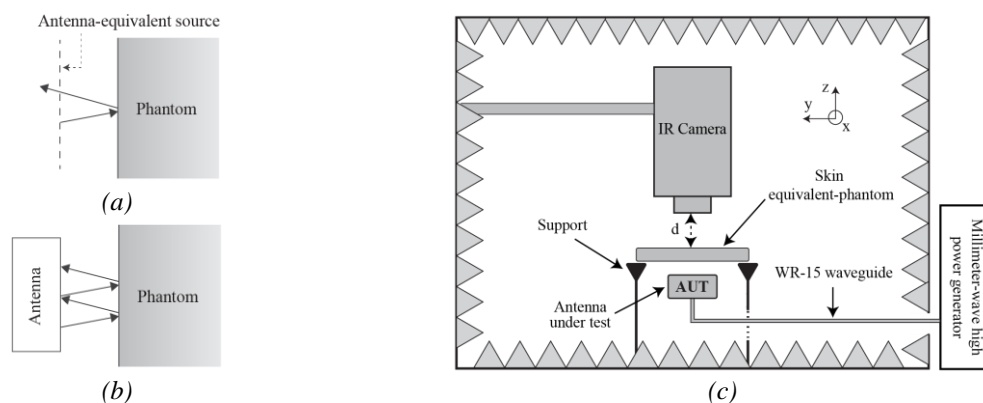 Antenna-equivalent source
Phantom
(a)
Antenna
Phantom
(b)
IR Camera
z
y
x
Skin
equivalent-phantom
d
Support
WR-15 waveguide
AUT
Antenna
under test
Millimeter-wave high
power generator
(c)